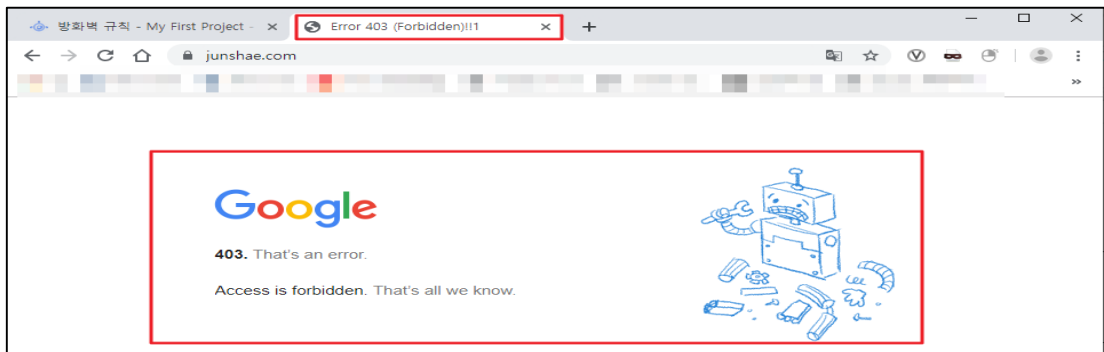 방화벽 규칙 - My First Project -
Error 403 (Forbidden)!!1
junshae.com
Google
403. That's an error.
Access is forbidden. That's all we know.